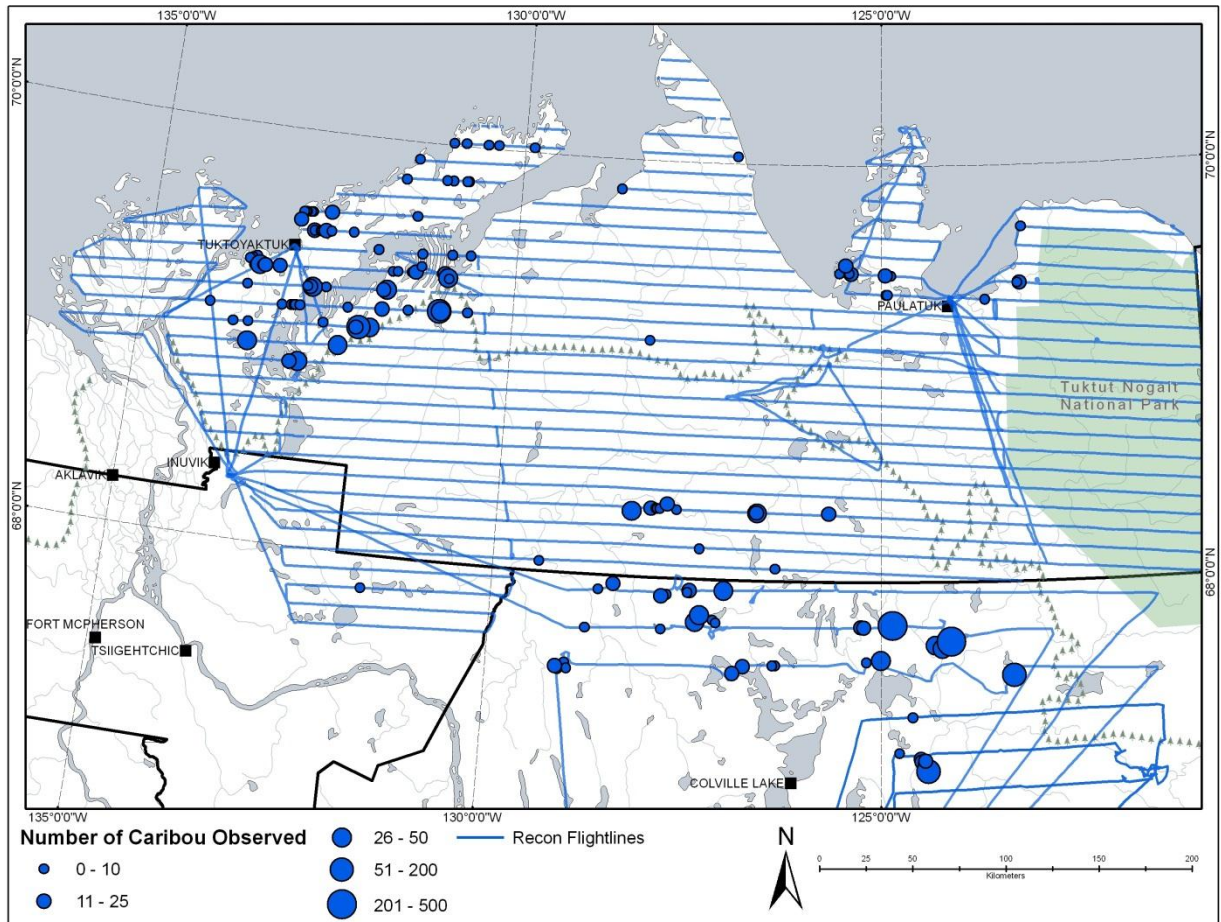 135°0'0"W
130°0'0"W
125°0'0"W
70°0'0"N
70°0'0"N
TUKTOYAKTUK
PAULATUK
Tuktut Nogait
National Park
INUVIK
AKLAVIK
68°0'0"N
68°0'0"N
FORT MCPHERSON
TSIIGEHTCHIC
COLVILLE LAKE
135°0'0"W
130°0'0"W
125°0'0"W
Number of Caribou Observed
0 - 10
11 - 25
26 - 50
51 - 200
201 - 500
Recon Flightlines
N
0 25 50 100 150 200
Kilometers